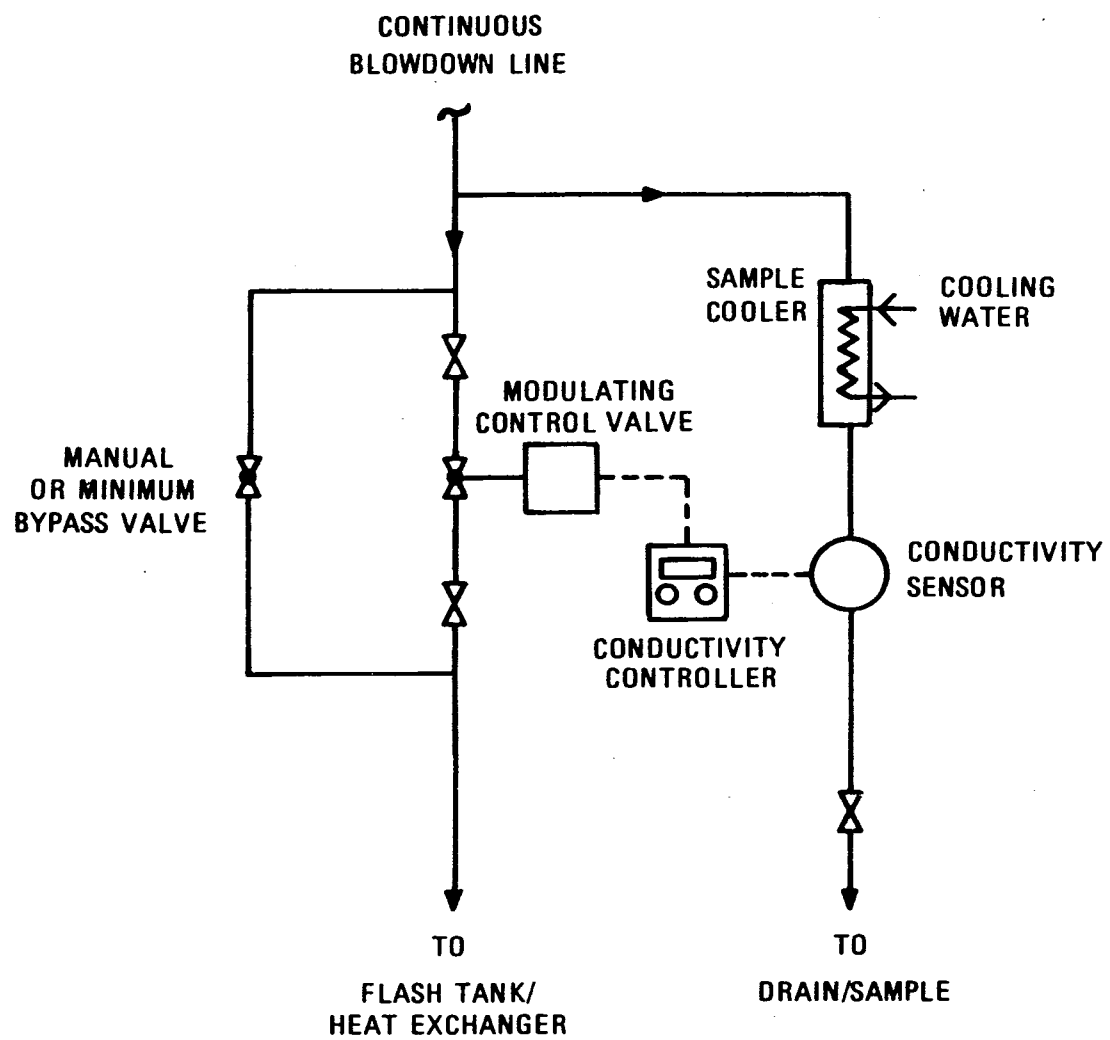 CONTINUOUS
BLOWDOWN LINE
SAMPLE
COOLER
COOLING
WATER
MODULATING
CONTROL VALVE
MANUAL
OR MINIMUM
BYPASS VALVE
CONDUCTIVITY
SENSOR
CONDUCTIVITY
CONTROLLER
TO
FLASH TANK/
HEAT EXCHANGER
TO
DRAIN/SAMPLE